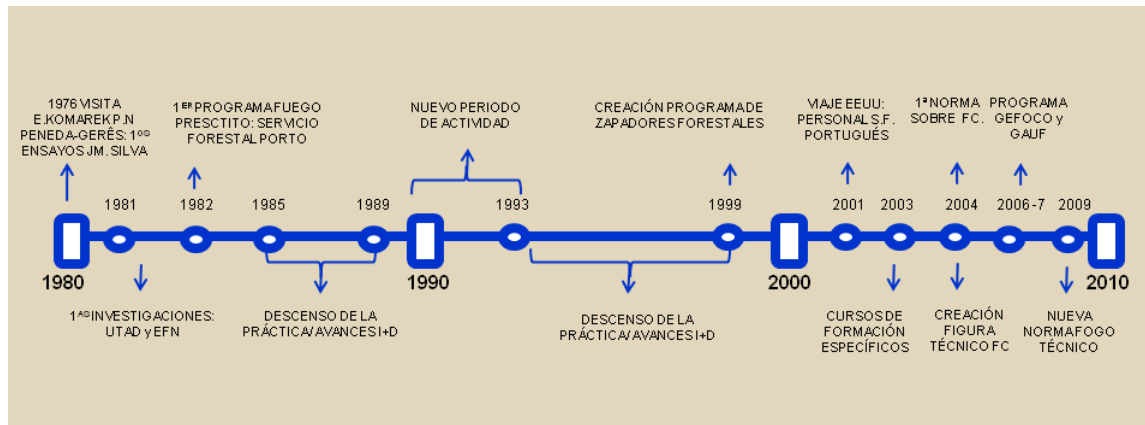 1976 VISITA
E.KOMAREK P.N
PENEDA-GERÊS: 1ºS
ENSAYOS JM. SILVA
1ER PROGRAMA FUEGO
PRESCTITO: SERVICIO
FORESTAL PORTO
NUEVO PERIODO
DE ACTIVIDAD
CREACIÓN PROGRAMA DE
ZAPADORES FORESTALES
VIAJE EEUU:
PERSONAL S.F.
PORTUGUÉS
1ª NORMA
SOBRE FC.
PROGRAMA
GEFOCO y
GAUF
1981
1982
1985
1989
1993
1999
2001
2003
2004
2006-7
2009
1980
1990
2000
2010
1AS INVESTIGACIONES:
UTAD y EFN
DESCENSO DE LA
PRÁCTICA/AVANCES I+D
DESCENSO DE LA
PRÁCTICA/AVANCES I+D
CURSOS DE
FORMACIÓN
ESPECÍFICOS
CREACIÓN
FIGURA
TÉCNICO FC
NUEVA
NORMA FOGO
TÉCNICO